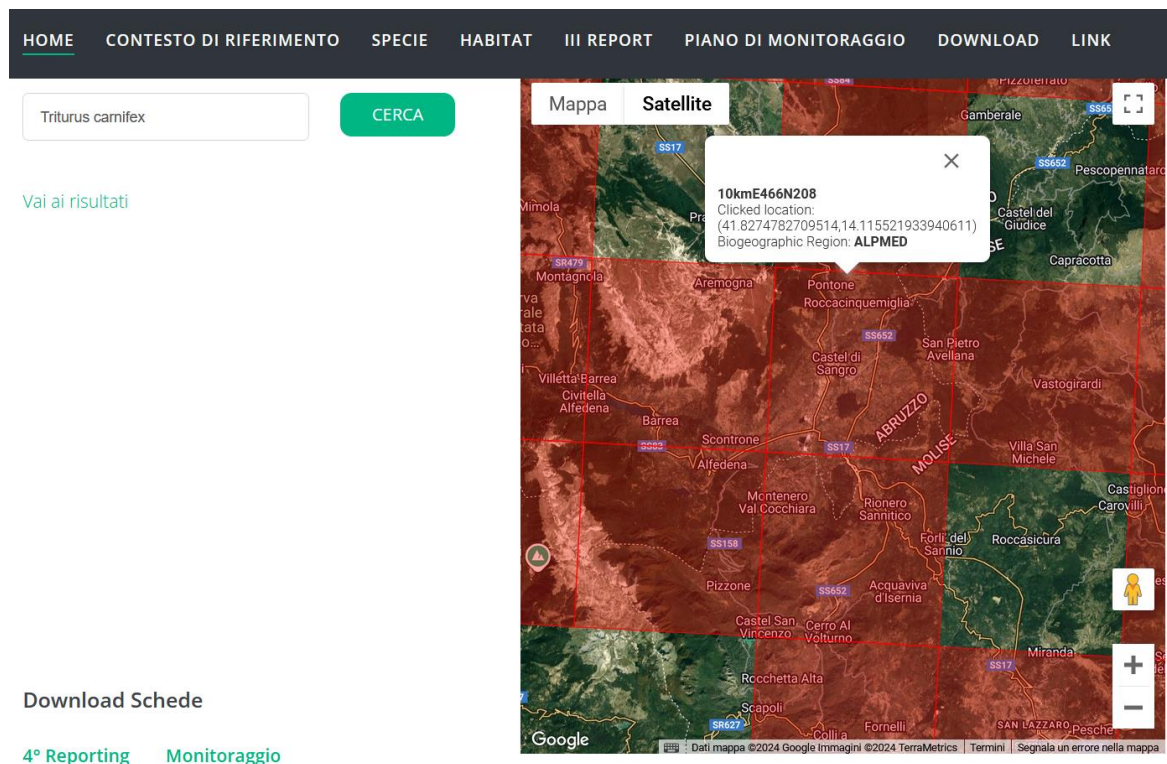 HOME CONTESTO DI RIFERIMENTO SPECIE HABITAT III REPORT PIANO DI MONITORAGGIO DOWNLOAD LINK
Triturus carnifex
CERCA
Vai ai risultati
Download Schede
4° Reporting Monitoraggio
Mappa Satellite
SS84
Pizzoferrato
Gamberale
SS17
SS652
Pescopennataro
10kmE466N208
Clicked location:
(41.8274782709514,14.115521933940611)
Biogeographic Region: ALPMED
Castel del
Giudice
Capracotta
Mimola
SR479
Montagnola
Aremogna
Pontone
Roccacinquemiglia
SS652
San Pietro
Avellana
Castel di
Sangro
Villetta Barrea
Civitella
Alfedena
Vastogirardi
Barrea
ABRUZZO
MOLISE
SS83
Scontrone
SS17
Alfedena
Villa San
Michele
Montenero
Val Cocchiara
Rionero
Sannitico
Castiglione
Carovilli
Forlì del
Sannio
Roccasicura
SS158
Pizzone
SS652
Acquaviva
d'Isernia
Castel San
Vincenzo
Cerro Al
Volturno
Miranda
SS17
Rocchetta Alta
Scapoli
SR627
Colli a
Fornelli
SAN LAZZARO
Pesche
Google
Dati mappa ©2024 Google Immagini ©2024 TerraMetrics Termini Segnala un errore nella mappa